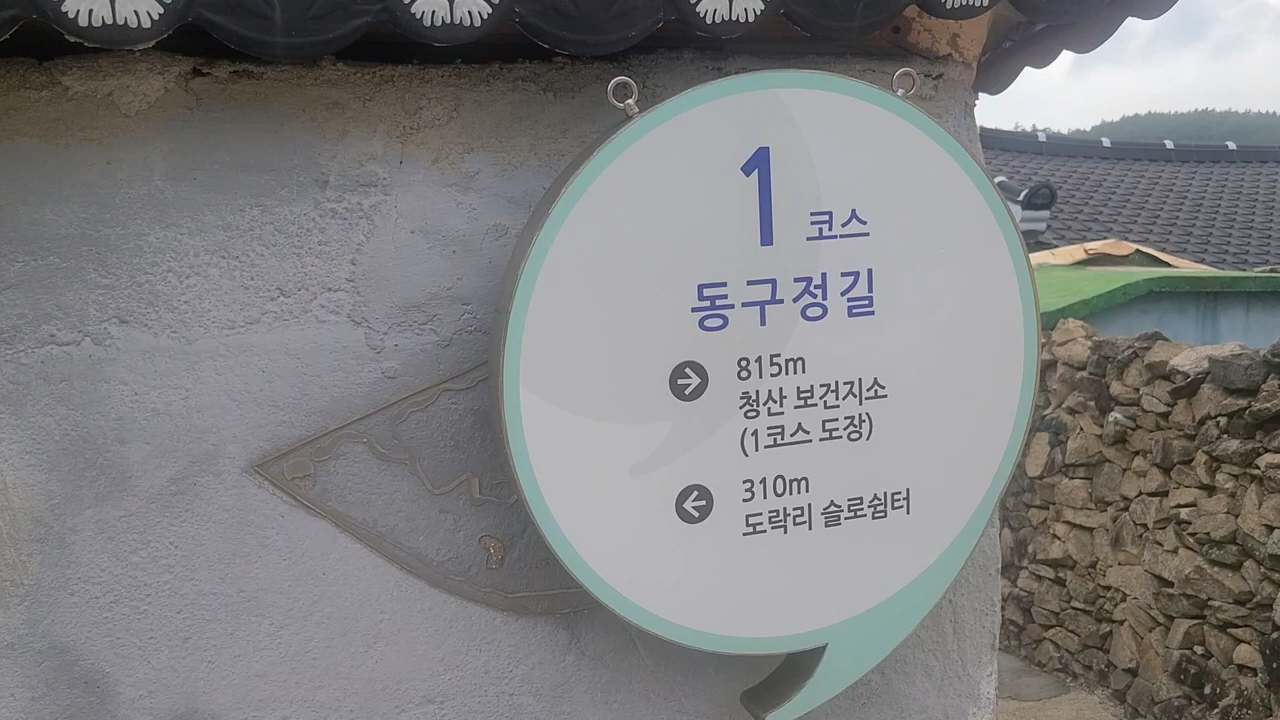 1 코스
동구정길
815m
청산 보건지소
(1코스 도장)
310m
도락리 슬로쉼터